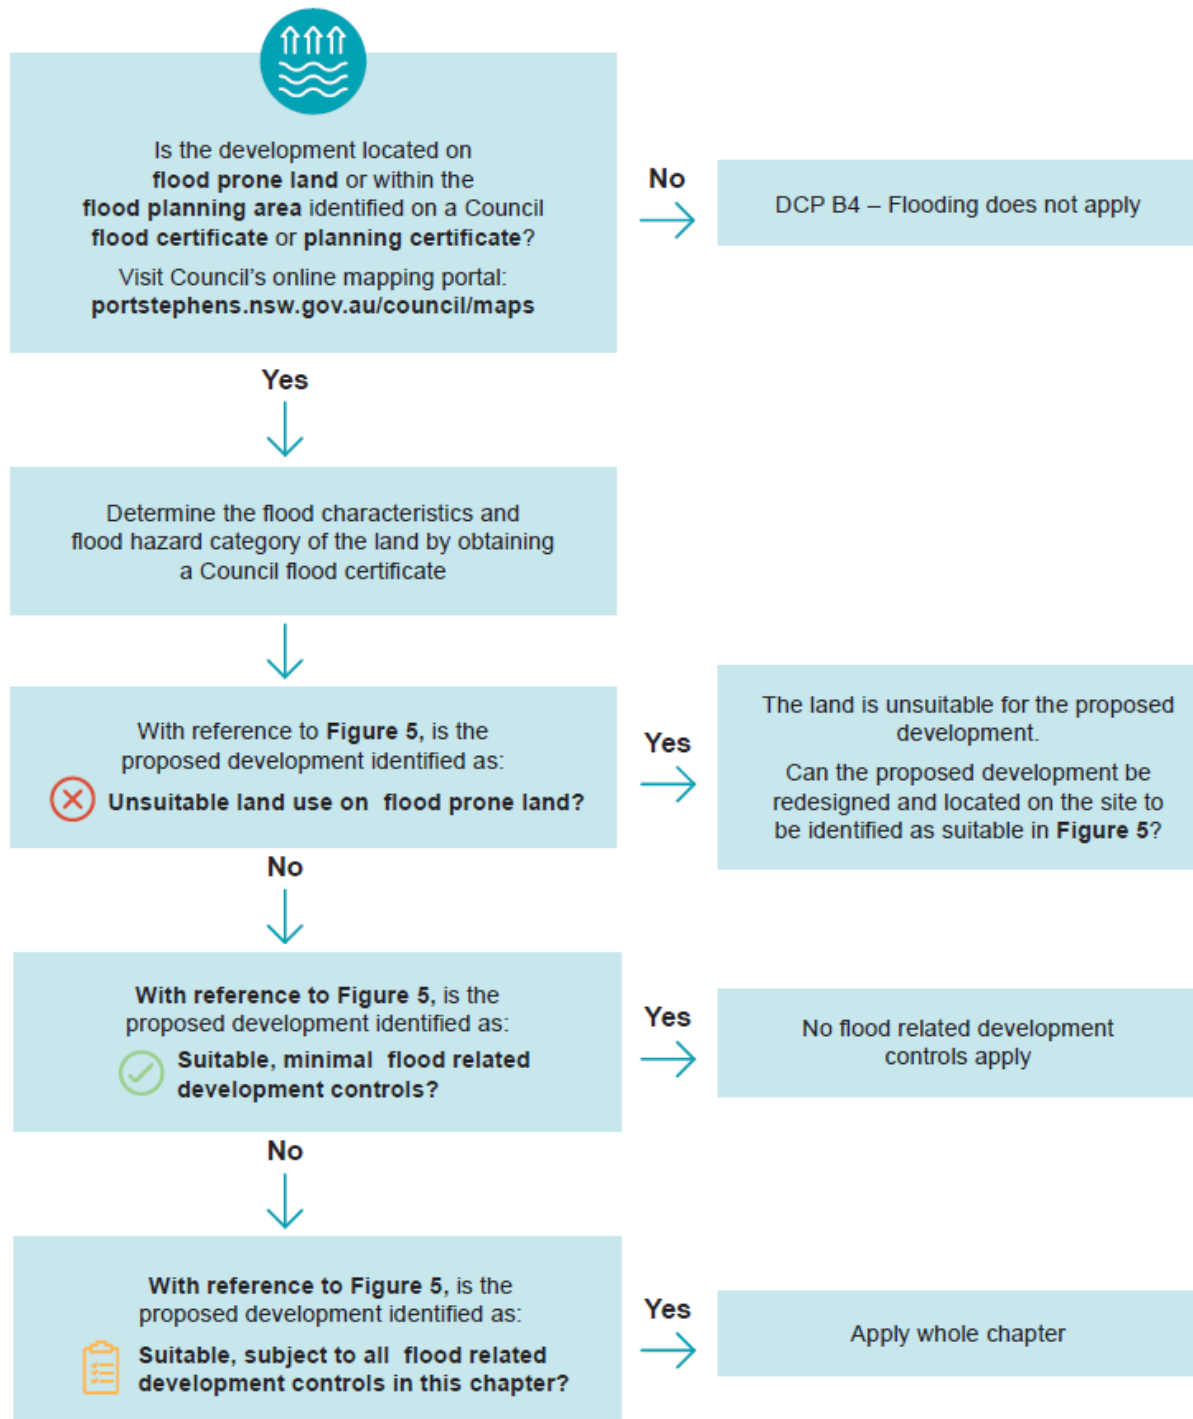 Is the development located on
flood prone land or within the
flood planning area identified on a Council
flood certificate or planning certificate?
Visit Council's online mapping portal:
portstephens.nsw.gov.au/council/maps
No
DCP B4 – Flooding does not apply
Yes
Determine the flood characteristics and
flood hazard category of the land by obtaining
a Council flood certificate
With reference to Figure 5, is the
proposed development identified as:
Unsuitable land use on flood prone land?
Yes
The land is unsuitable for the proposed
development.
Can the proposed development be
redesigned and located on the site to
be identified as suitable in Figure 5?
No
With reference to Figure 5, is the
proposed development identified as:
Suitable, minimal flood related
development controls?
Yes
No flood related development
controls apply
No
With reference to Figure 5, is the
proposed development identified as:
Suitable, subject to all flood related
development controls in this chapter?
Yes
Apply whole chapter